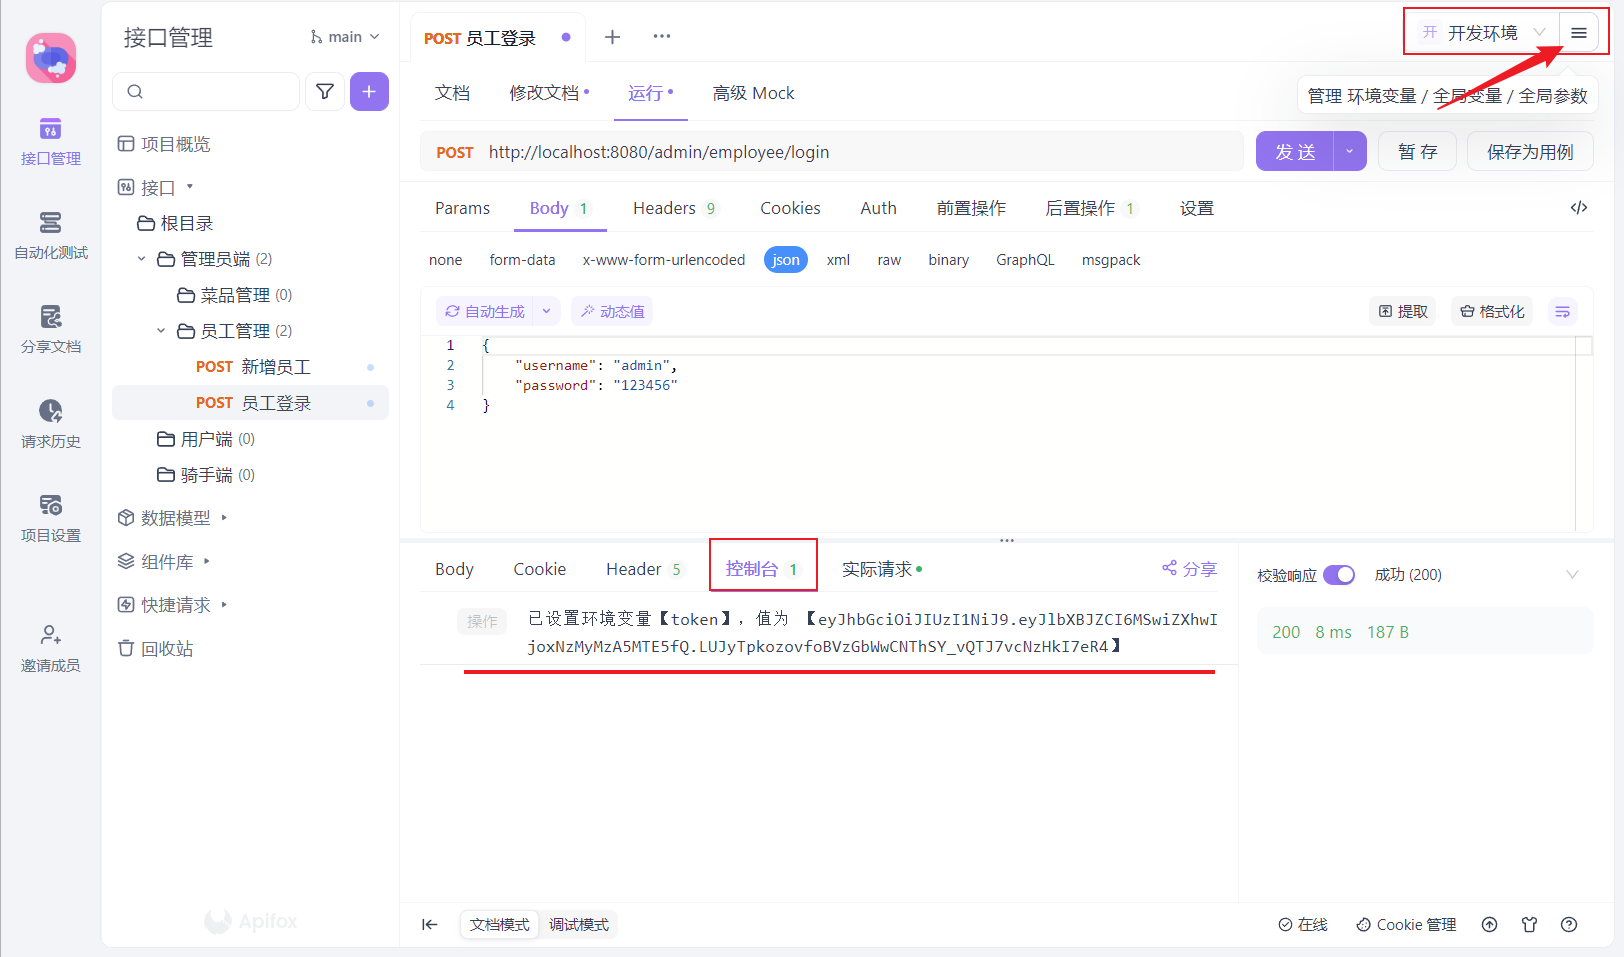 接口管理
自动化测试
分享文档
请求历史
项目设置
邀请成员
接口管理 main
项目概览
接口
根目录
管理员端 (2)
菜品管理 (0)
员工管理 (2)
POST 新增员工
POST 员工登录
用户端 (0)
骑手端 (0)
数据模型
组件库
快捷请求
回收站
Apifox
POST 员工登录
开 开发环境
管理 环境变量 / 全局变量 / 全局参数
文档 修改文档 运行 高级 Mock
POST http://localhost:8080/admin/employee/login
发 送 暂 存 保存为用例
Params Body 1 Headers 9 Cookies Auth 前置操作 后置操作 1 设置
none form-data x-www-form-urlencoded json xml raw binary GraphQL msgpack
自动生成 动态值 提取 格式化
1 {
2 "username": "admin",
3 "password": "123456"
4 }
Body Cookie Header 5 控制台 1 实际请求 分享
操作 已设置环境变量【token】, 值为 【eyJhbGciOiJIUzI1NiJ9.eyJlbXBJZCI6MSwiZXhwI
joxNzMyMzA5MTE5fQ.LUJyTpkozovfoBVzGbWwCNThSY_vQTJ7vcNzHkI7eR4】
校验响应 成功 (200)
200 8 ms 187 B
文档模式 调试模式
在线 Cookie 管理